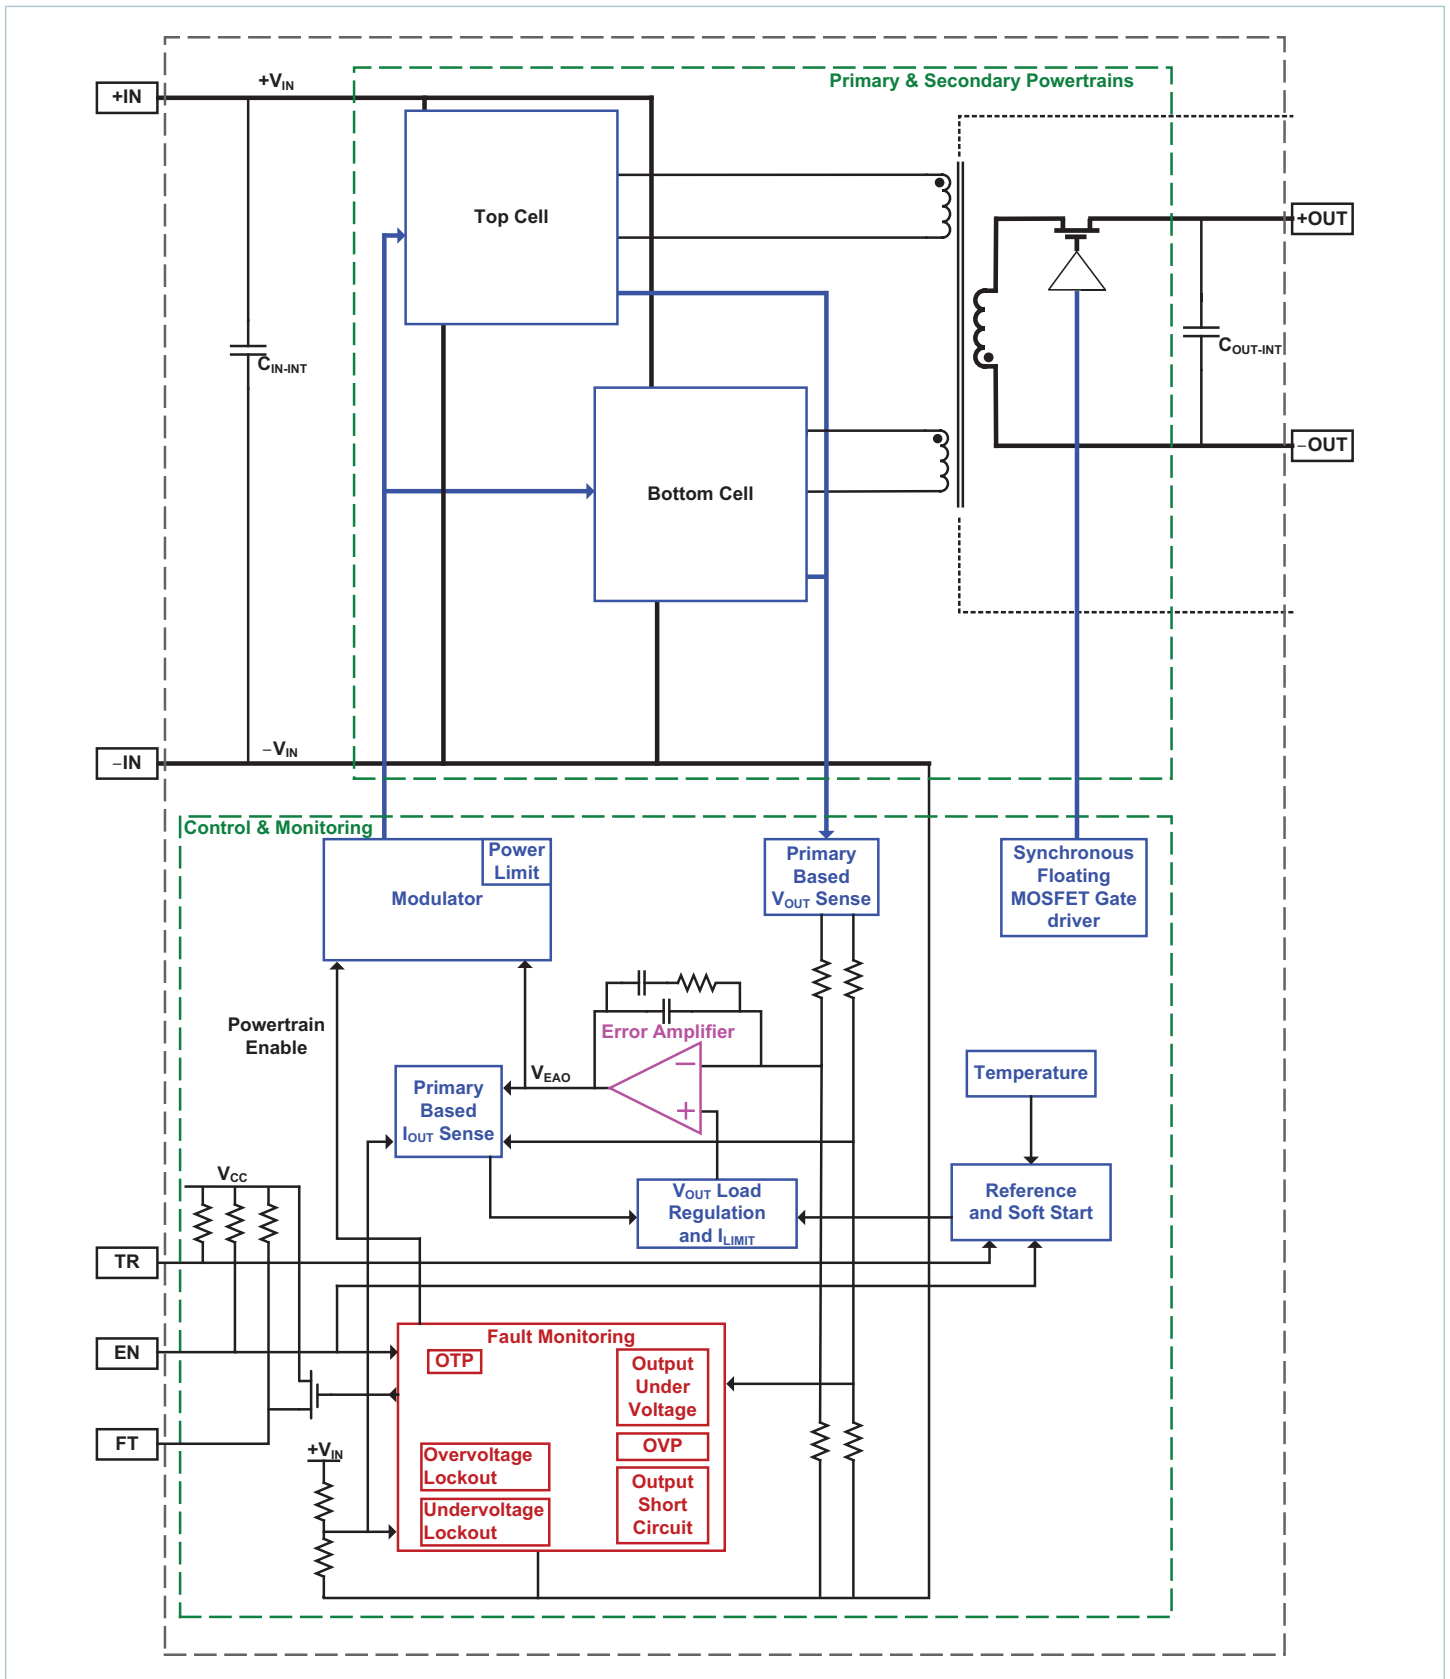 Primary & Secondary Powertrains
+IN
+VIN
Top Cell
+OUT
CIN-INT
COUT-INT
−OUT
Bottom Cell
−IN
−VIN
Control & Monitoring
Power
Limit
Modulator
Primary
Based
VOUT Sense
Synchronous
Floating
MOSFET Gate
driver
Powertrain
Enable
Error Amplifier
−
+
VEAO
Primary
Based
IOUT Sense
Temperature
VCC
VOUT Load
Regulation
and ILIMIT
Reference
and Soft Start
TR
EN
FT
Fault Monitoring
OTP
Output
Under
Voltage
OVP
Output
Short
Circuit
Overvoltage
Lockout
Undervoltage
Lockout
+VIN